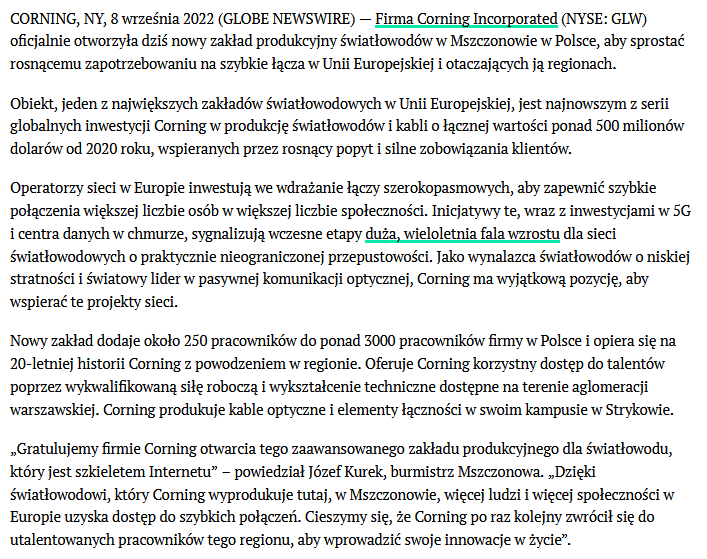 CORNING, NY, 8 września 2022 (GLOBE NEWSWIRE) — Firma Corning Incorporated (NYSE: GLW)
oficjalnie otworzyła dziś nowy zakład produkcyjny światłowodów w Mszczonowie w Polsce, aby sprostać
rosnącemu zapotrzebowaniu na szybkie łącza w Unii Europejskiej i otaczających ją regionach.
Obiekt, jeden z największych zakładów światłowodowych w Unii Europejskiej, jest najnowszym z serii
globalnych inwestycji Corning w produkcję światłowodów i kabli o łącznej wartości ponad 500 milionów
dolarów od 2020 roku, wspieranych przez rosnący popyt i silne zobowiązania klientów.
Operatorzy sieci w Europie inwestują we wdrażanie łączy szerokopasmowych, aby zapewnić szybkie
połączenia większej liczbie osób w większej liczbie społeczności. Inicjatywy te, wraz z inwestycjami w 5G
i centra danych w chmurze, sygnalizują wczesne etapy duża, wieloletnia fala wzrostu dla sieci
światłowodowych o praktycznie nieograniczonej przepustowości. Jako wynalazca światłowodów o niskiej
stratności i światowy lider w pasywnej komunikacji optycznej, Corning ma wyjątkową pozycję, aby
wspierać te projekty sieci.
Nowy zakład dodaje około 250 pracowników do ponad 3000 pracowników firmy w Polsce i opiera się na
20-letniej historii Corning z powodzeniem w regionie. Oferuje Corning korzystny dostęp do talentów
poprzez wykwalifikowaną siłę roboczą i wykształcenie techniczne dostępne na terenie aglomeracji
warszawskiej. Corning produkuje kable optyczne i elementy łączności w swoim kampusie w Strykowie.
„Gratulujemy firmie Corning otwarcia tego zaawansowanego zakładu produkcyjnego dla światłowodu,
który jest szkieletem Internetu” – powiedział Józef Kurek, burmistrz Mszczonowa. „Dzięki
światłowodowi, który Corning wyprodukuje tutaj, w Mszczonowie, więcej ludzi i więcej społeczności w
Europie uzyska dostęp do szybkich połączeń. Cieszymy się, że Corning po raz kolejny zwrócił się do
utalentowanych pracowników tego regionu, aby wprowadzić swoje innowacje w życie”.